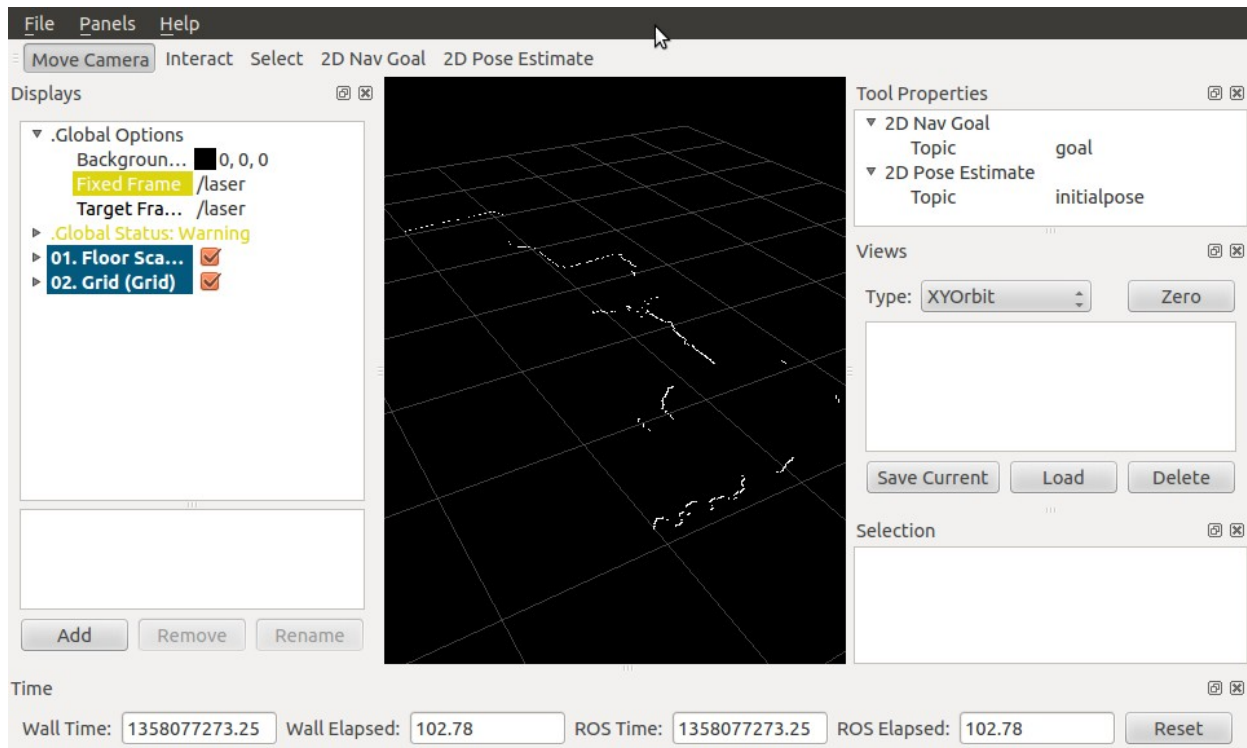 File Panels Help
Move Camera Interact Select 2D Nav Goal 2D Pose Estimate
Displays
.Global Options
Backgroun... 0, 0, 0
Fixed Frame /laser
Target Fra... /laser
.Global Status: Warning
01. Floor Sca...
02. Grid (Grid)
Add Remove Rename
Tool Properties
2D Nav Goal
Topic goal
2D Pose Estimate
Topic initialpose
Views
Type: XYOrbit Zero
Save Current Load Delete
Selection
Time
Wall Time: 1358077273.25 Wall Elapsed: 102.78 ROS Time: 1358077273.25 ROS Elapsed: 102.78 Reset